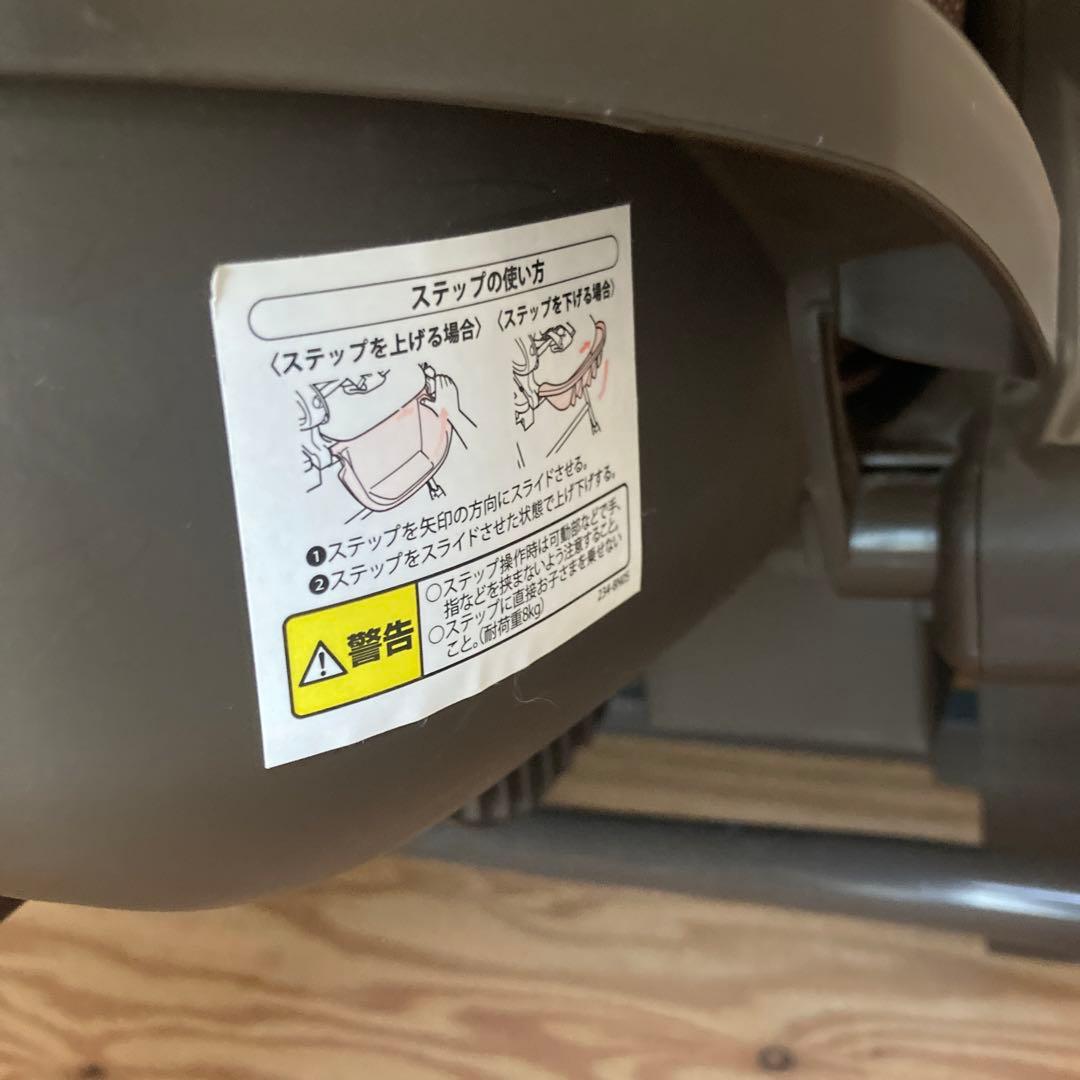 ステップの使い方
〈ステップを上げる場合〉
〈ステップを下げる場合〉
❶ステップを矢印の方向にスライドさせる。
❷ステップをスライドさせた状態で上げ下げする。
警告
○ステップ操作時は可動部などで手、
指などを挟まないよう注意すること。
○ステップに直接お子さまを乗せない
こと。(耐荷重8kg)
234-8N05